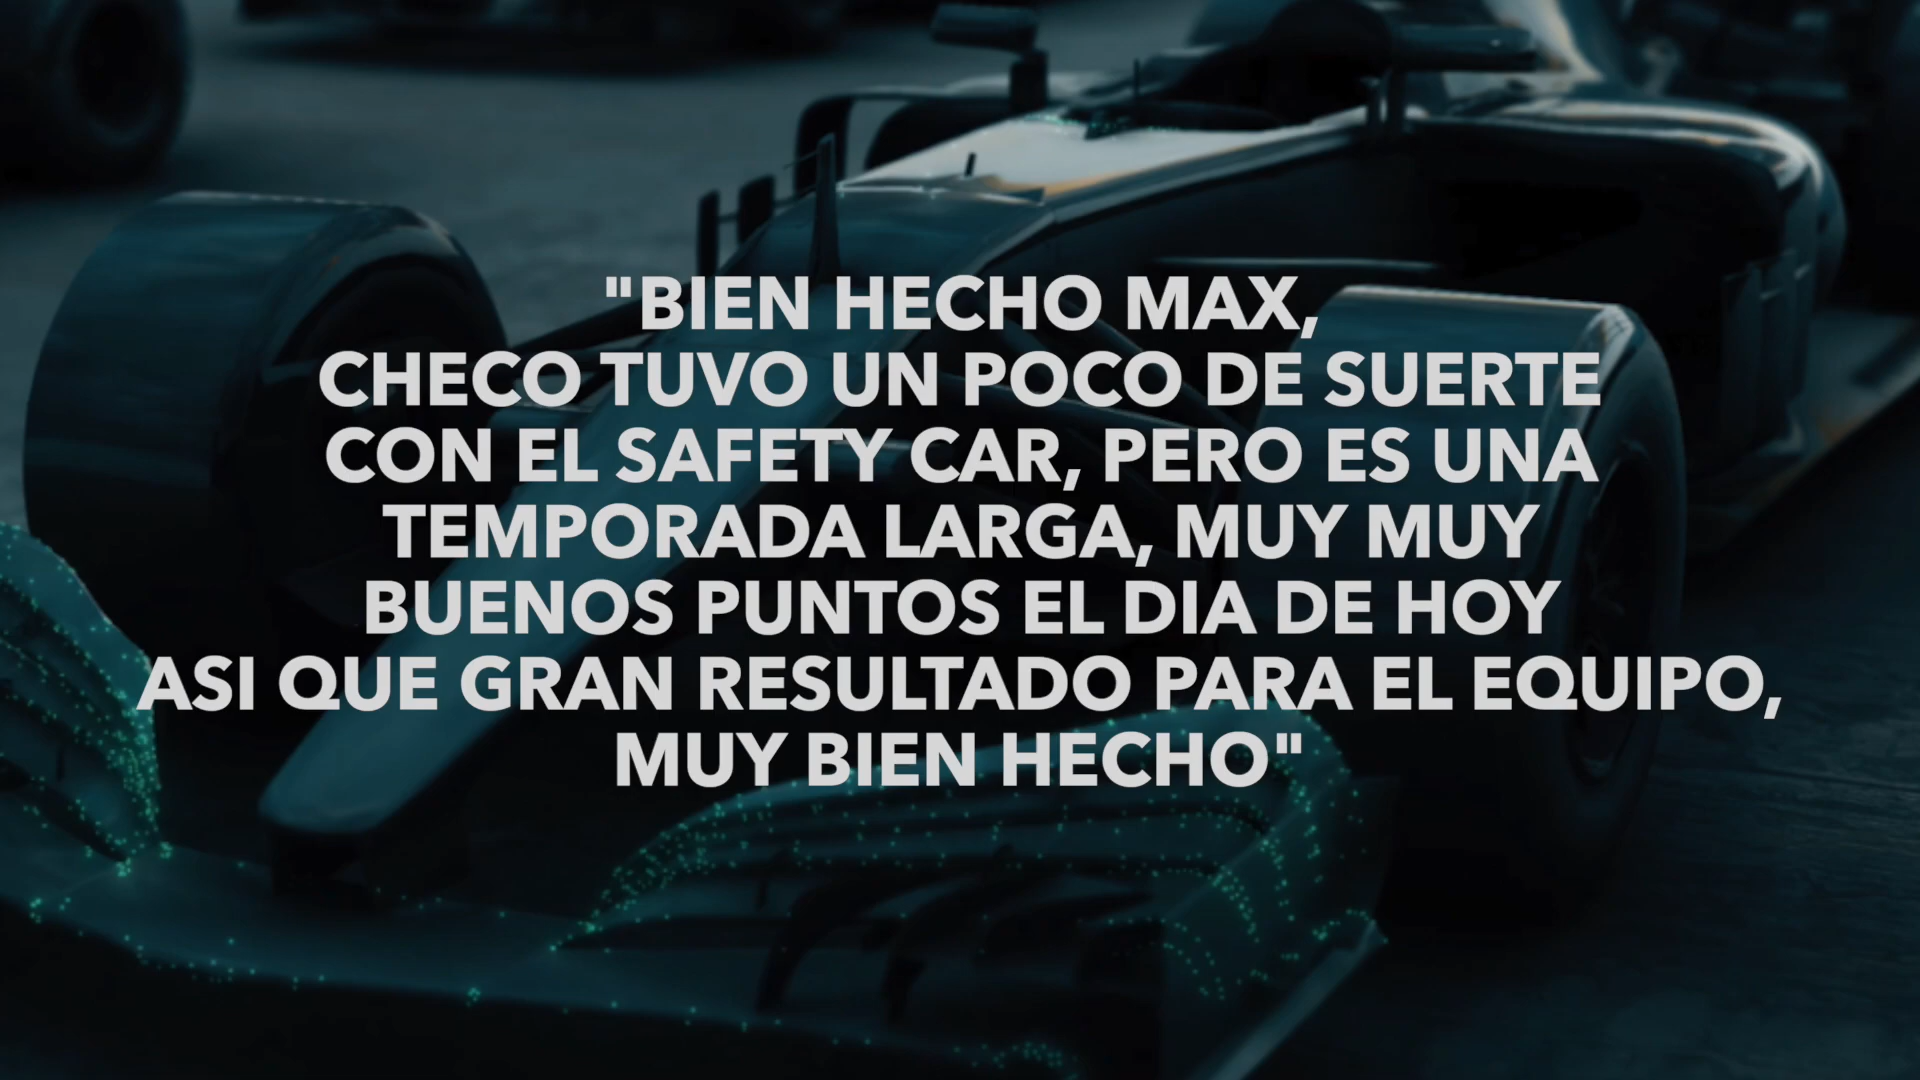 "BIEN HECHO MAX,
CHECO TUVO UN POCO DE SUERTE
CON EL SAFETY CAR, PERO ES UNA
TEMPORADA LARGA, MUY MUY
BUENOS PUNTOS EL DIA DE HOY
ASI QUE GRAN RESULTADO PARA EL EQUIPO,
MUY BIEN HECHO"